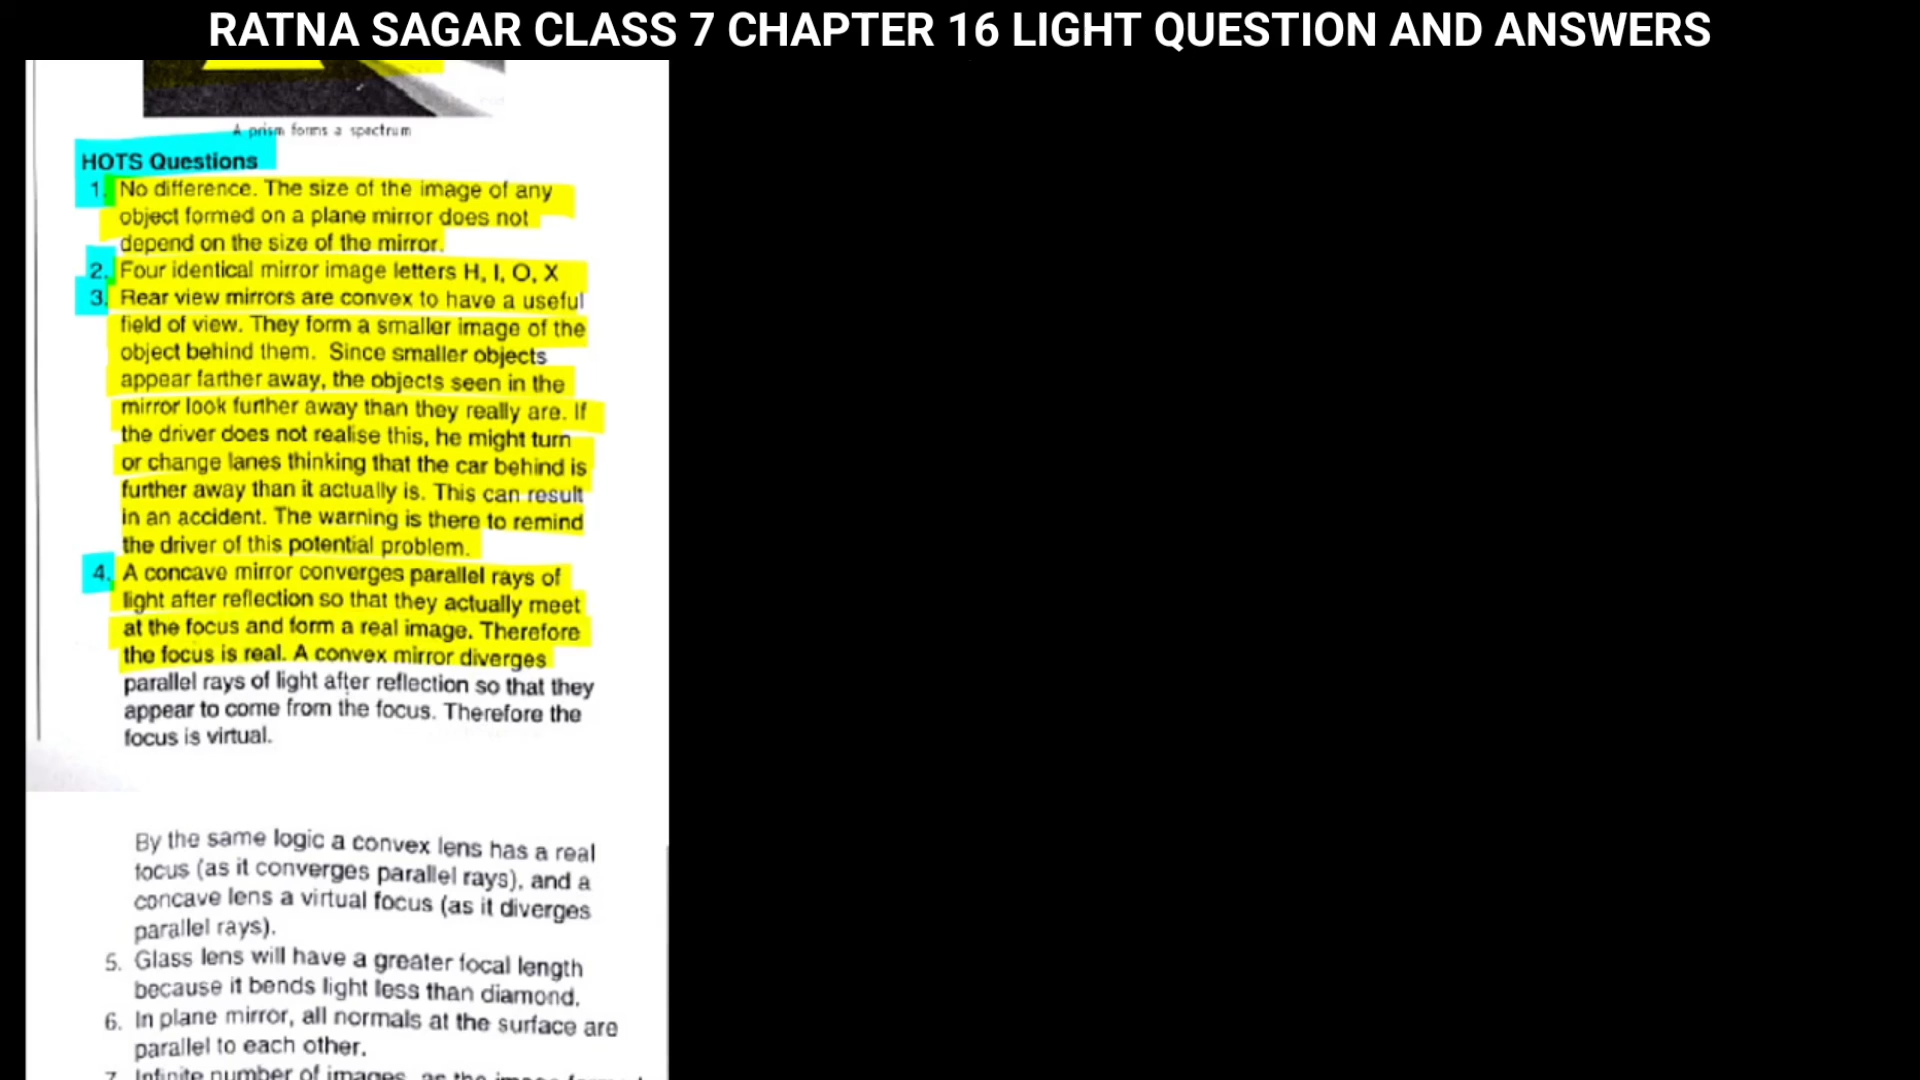 RATNA SAGAR CLASS 7 CHAPTER 16 LIGHT QUESTION AND ANSWERS
A prism forms a spectrum
HOTS Questions
1. No difference. The size of the image of any
object formed on a plane mirror does not
depend on the size of the mirror.
2. Four identical mirror image letters H, I, O, X
3. Rear view mirrors are convex to have a useful
field of view. They form a smaller image of the
object behind them. Since smaller objects
appear farther away, the objects seen in the
mirror look further away than they really are. If
the driver does not realise this, he might turn
or change lanes thinking that the car behind is
further away than it actually is. This can result
in an accident. The warning is there to remind
the driver of this potential problem.
4. A concave mirror converges parallel rays of
light after reflection so that they actually meet
at the focus and form a real image. Therefore
the focus is real. A convex mirror diverges
parallel rays of light after reflection so that they
appear to come from the focus. Therefore the
focus is virtual.
By the same logic a convex lens has a real
focus (as it converges parallel rays), and a
concave lens a virtual focus (as it diverges
parallel rays).
5. Glass lens will have a greater focal length
because it bends light less than diamond.
6. In plane mirror, all normals at the surface are
parallel to each other.
7. Infinite number of images, as the image formed